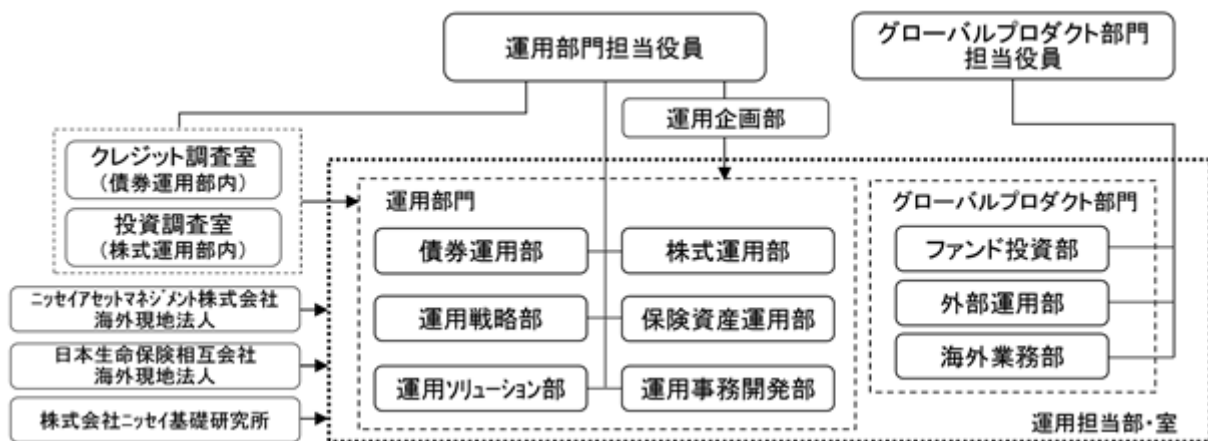 運用部門担当役員
グローバルプロダクト部門
担当役員
運用企画部
クレジット調査室
(債券運用部内)
投資調査室
(株式運用部内)
運用部門
債券運用部
株式運用部
運用戦略部
保険資産運用部
運用ソリューション部
運用事務開発部
グローバルプロダクト部門
ファンド投資部
外部運用部
海外業務部
ニッセイアセットマネジメント株式会社
海外現地法人
日本生命保険相互会社
海外現地法人
株式会社ニッセイ基礎研究所
運用担当部・室